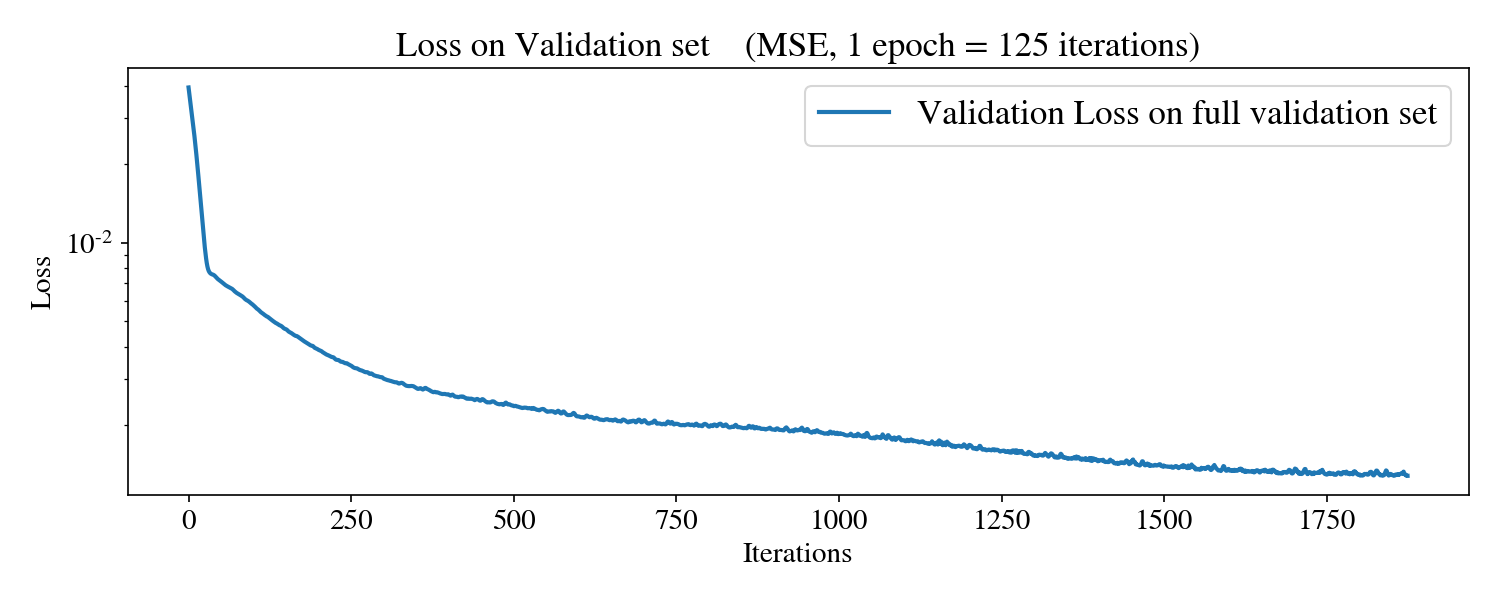 Loss on Validation set (MSE, 1 epoch = 125 iterations)
Validation Loss on full validation set
10⁻²
Loss
0 250 500 750 1000 1250 1500 1750
Iterations